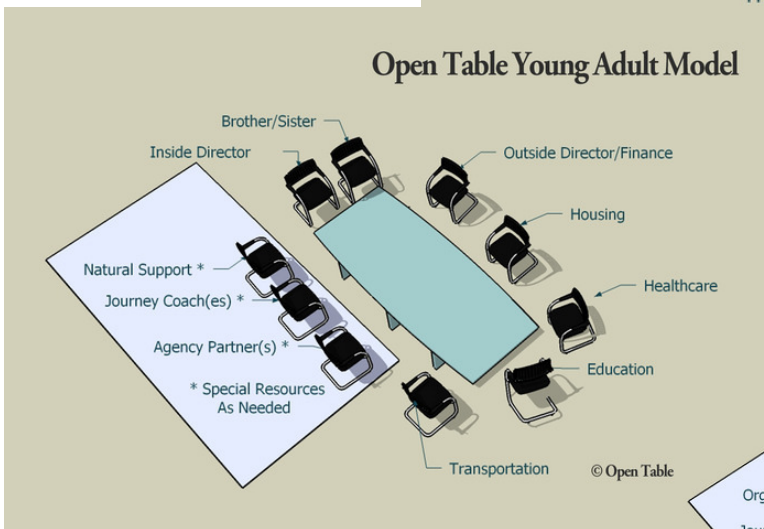 Open Table Young Adult Model
Brother/Sister
Inside Director
Outside Director/Finance
Housing
Natural Support *
Healthcare
Journey Coach(es) *
Agency Partner(s) *
Education
* Special Resources
As Needed
Transportation
© Open Table
Org